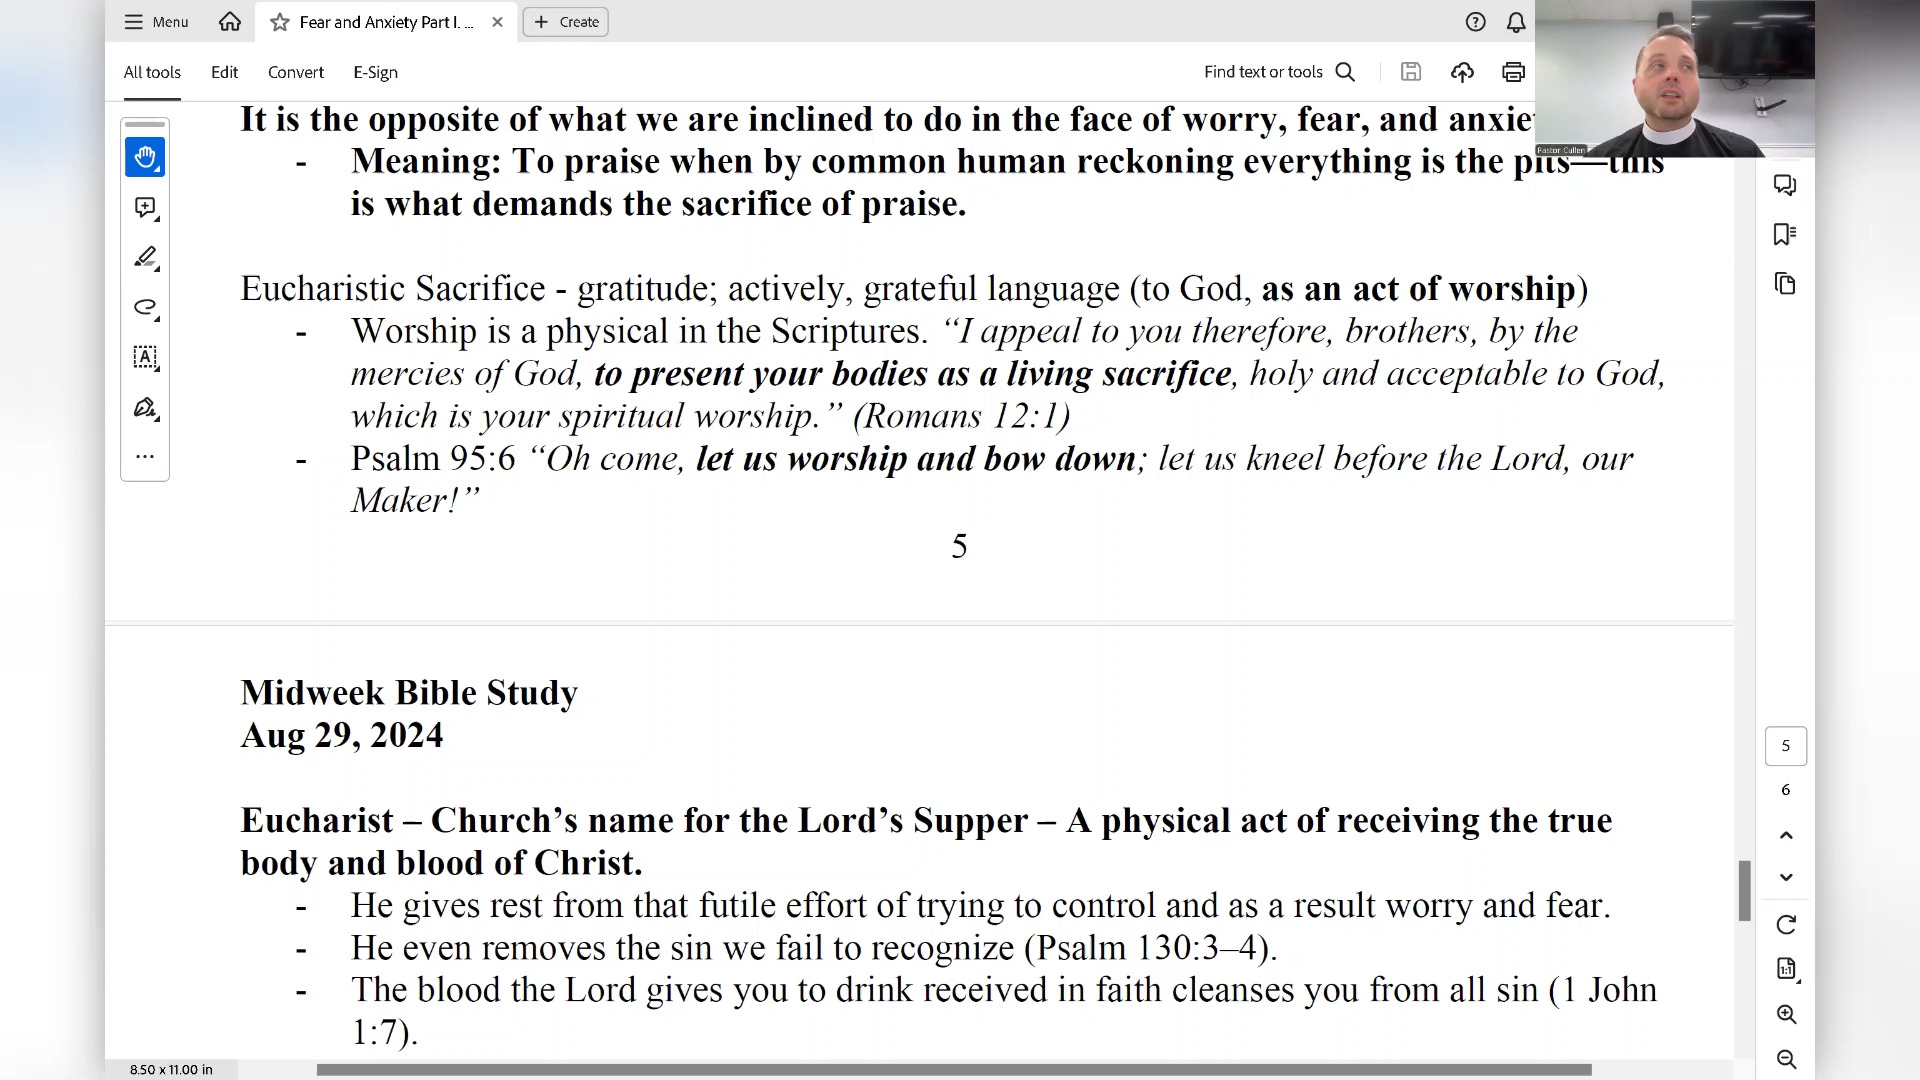 Menu
Fear and Anxiety Part I. ...
Create
All tools
Edit
Convert
E-Sign
Find text or tools
Pastor Cullen
It is the opposite of what we are inclined to do in the face of worry, fear, and anxie
- Meaning: To praise when by common human reckoning everything is the pits—this
is what demands the sacrifice of praise.
Eucharistic Sacrifice - gratitude; actively, grateful language (to God, as an act of worship)
- Worship is a physical in the Scriptures. “I appeal to you therefore, brothers, by the
mercies of God, to present your bodies as a living sacrifice, holy and acceptable to God,
which is your spiritual worship.” (Romans 12:1)
- Psalm 95:6 “Oh come, let us worship and bow down; let us kneel before the Lord, our
Maker!”
5
Midweek Bible Study
Aug 29, 2024
Eucharist – Church’s name for the Lord’s Supper – A physical act of receiving the true
body and blood of Christ.
- He gives rest from that futile effort of trying to control and as a result worry and fear.
- He even removes the sin we fail to recognize (Psalm 130:3–4).
- The blood the Lord gives you to drink received in faith cleanses you from all sin (1 John
1:7).
5
6
1:1
8.50 x 11.00 in